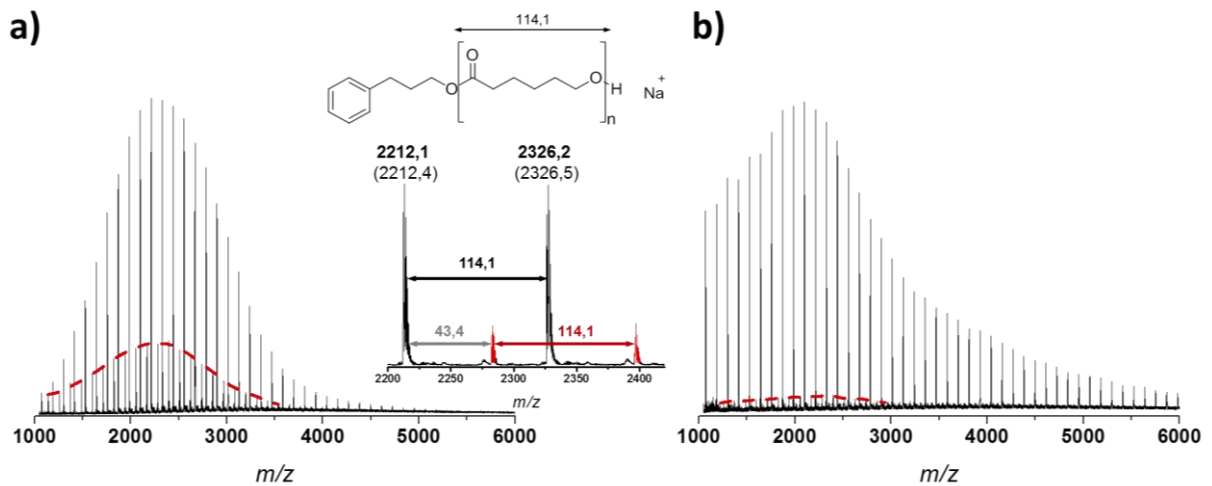 a)
b)
114,1
O
O
O
H
Na+
n
2212,1
(2212,4)
2326,2
(2326,5)
114,1
43,4
114,1
2200 2250 2300 2350 2400
m/z
1000 2000 3000 4000 5000 6000
m/z
1000 2000 3000 4000 5000 6000
m/z